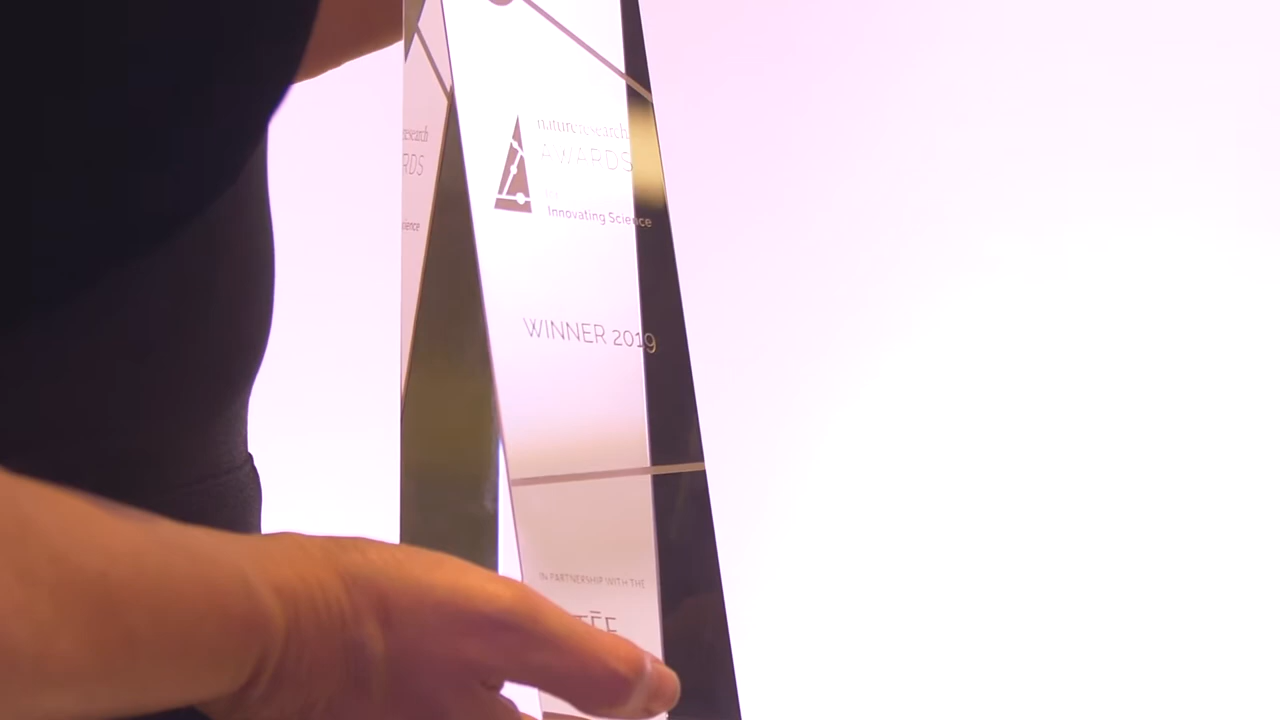 natureresearch
AWARDS
Innovating Science
WINNER 2019
IN PARTNERSHIP WITH THE